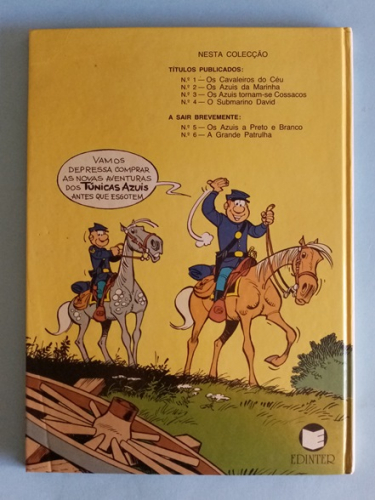 NESTA COLECÇÃO
TÍTULOS PUBLICADOS:
N.º 1 — Os Cavaleiros do Céu
N.º 2 — Os Azuis da Marinha
N.º 3 — Os Azuis tornam-se Cossacos
N.º 4 — O Submarino David
A SAIR BREVEMENTE:
N.º 5 — Os Azuis a Preto e Branco
N.º 6 — A Grande Patrulha
VAMOS
DEPRESSA COMPRAR
AS NOVAS AVENTURAS
DOS TÚNICAS AZUIS
ANTES QUE ESGOTEM
EDINTER